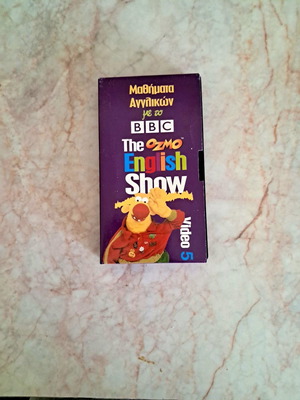 Μαθήματα
Αγγλικών
με το
BBC
The OZMO
English
Show
Video 5